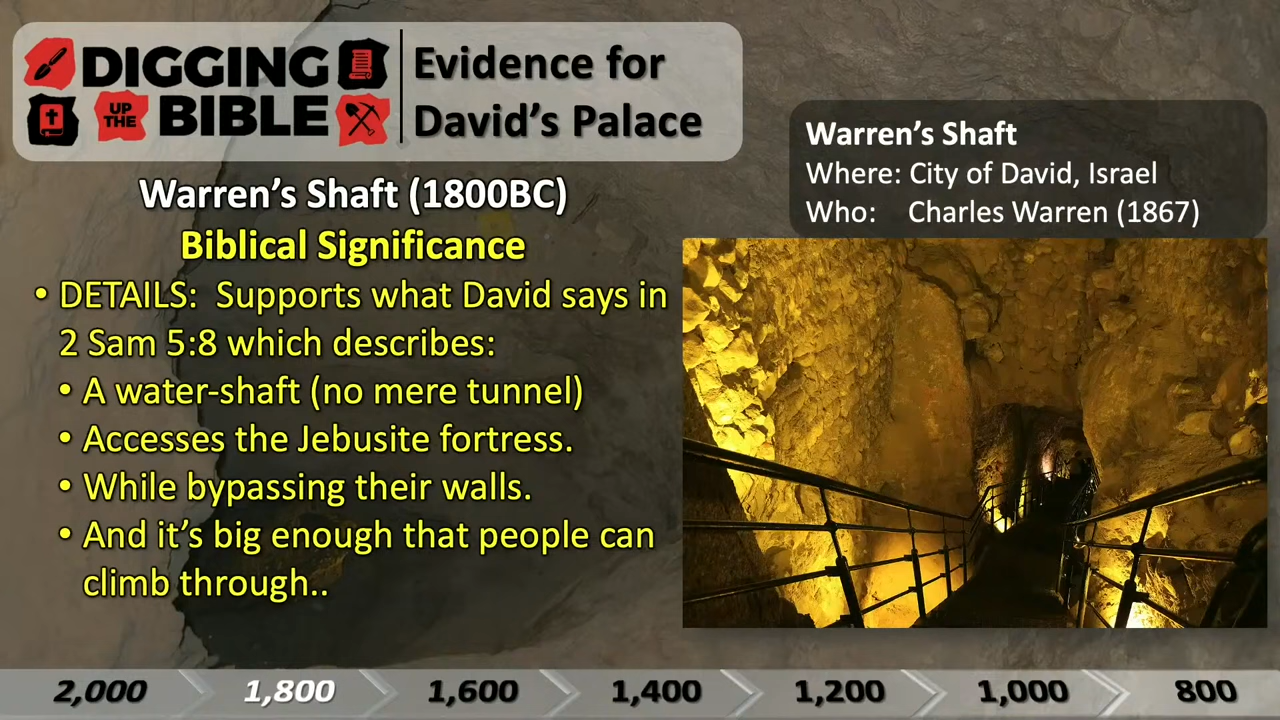 DIGGING
UP
THE
BIBLE
Evidence for
David's Palace
Warren's Shaft
Where: City of David, Israel
Who: Charles Warren (1867)
Warren's Shaft (1800BC)
Biblical Significance
• DETAILS: Supports what David says in
2 Sam 5:8 which describes:
• A water-shaft (no mere tunnel)
• Accesses the Jebusite fortress.
• While bypassing their walls.
• And it's big enough that people can
climb through..
2,000 1,800 1,600 1,400 1,200 1,000 800